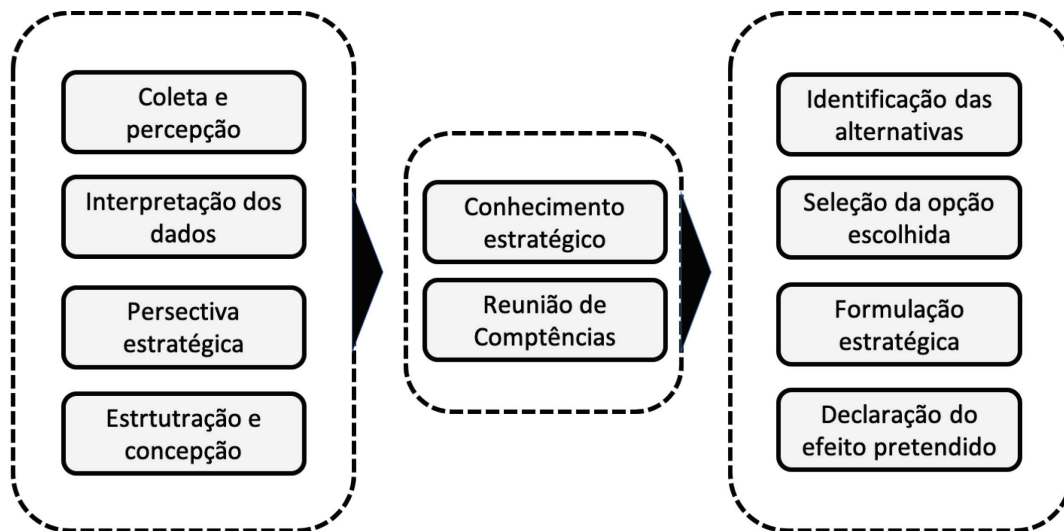 Coleta e
percepção
Interpretação dos
dados
Persectiva
estratégica
Estrtutração e
concepção
Conhecimento
estratégico
Reunião de
Comptências
Identificação das
alternativas
Seleção da opção
escolhida
Formulação
estratégica
Declaração do
efeito pretendido